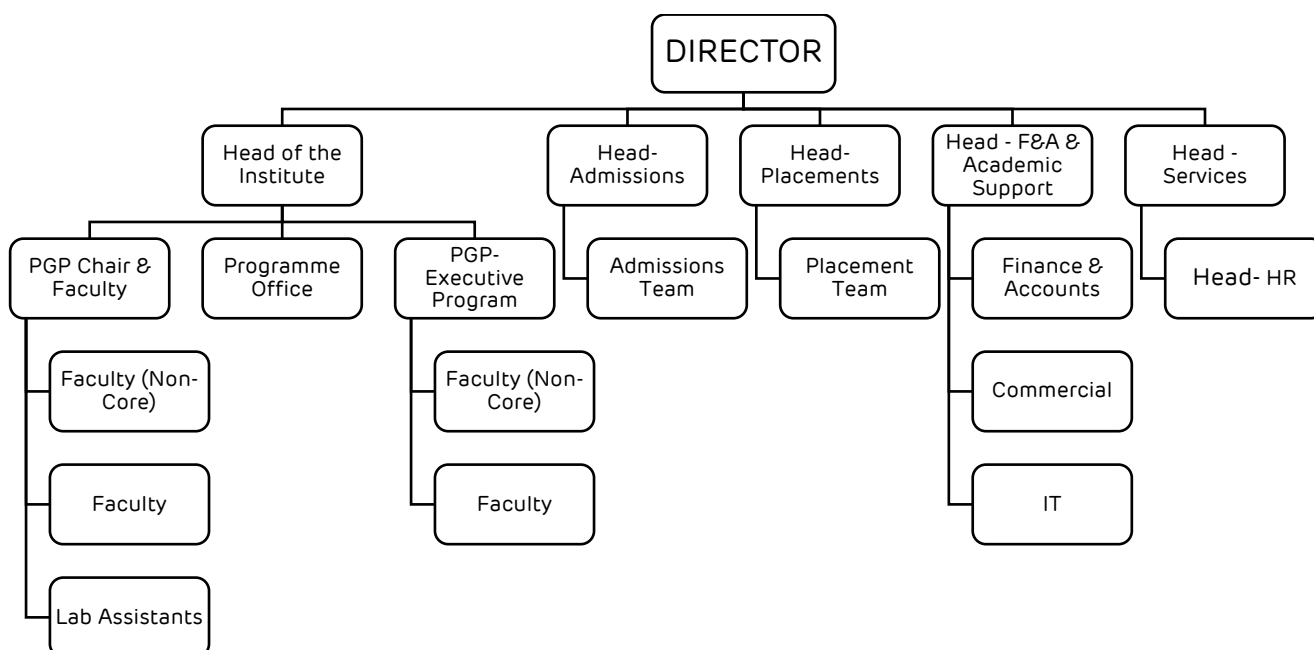 DIRECTOR
Head of the
Institute
Head-
Admissions
Head-
Placements
Head - F&A &
Academic
Support
Head -
Services
PGP Chair &
Faculty
Programme
Office
PGP-
Executive
Program
Admissions
Team
Placement
Team
Finance &
Accounts
Head- HR
Faculty (Non-
Core)
Faculty (Non-
Core)
Commercial
Faculty
Faculty
IT
Lab Assistants